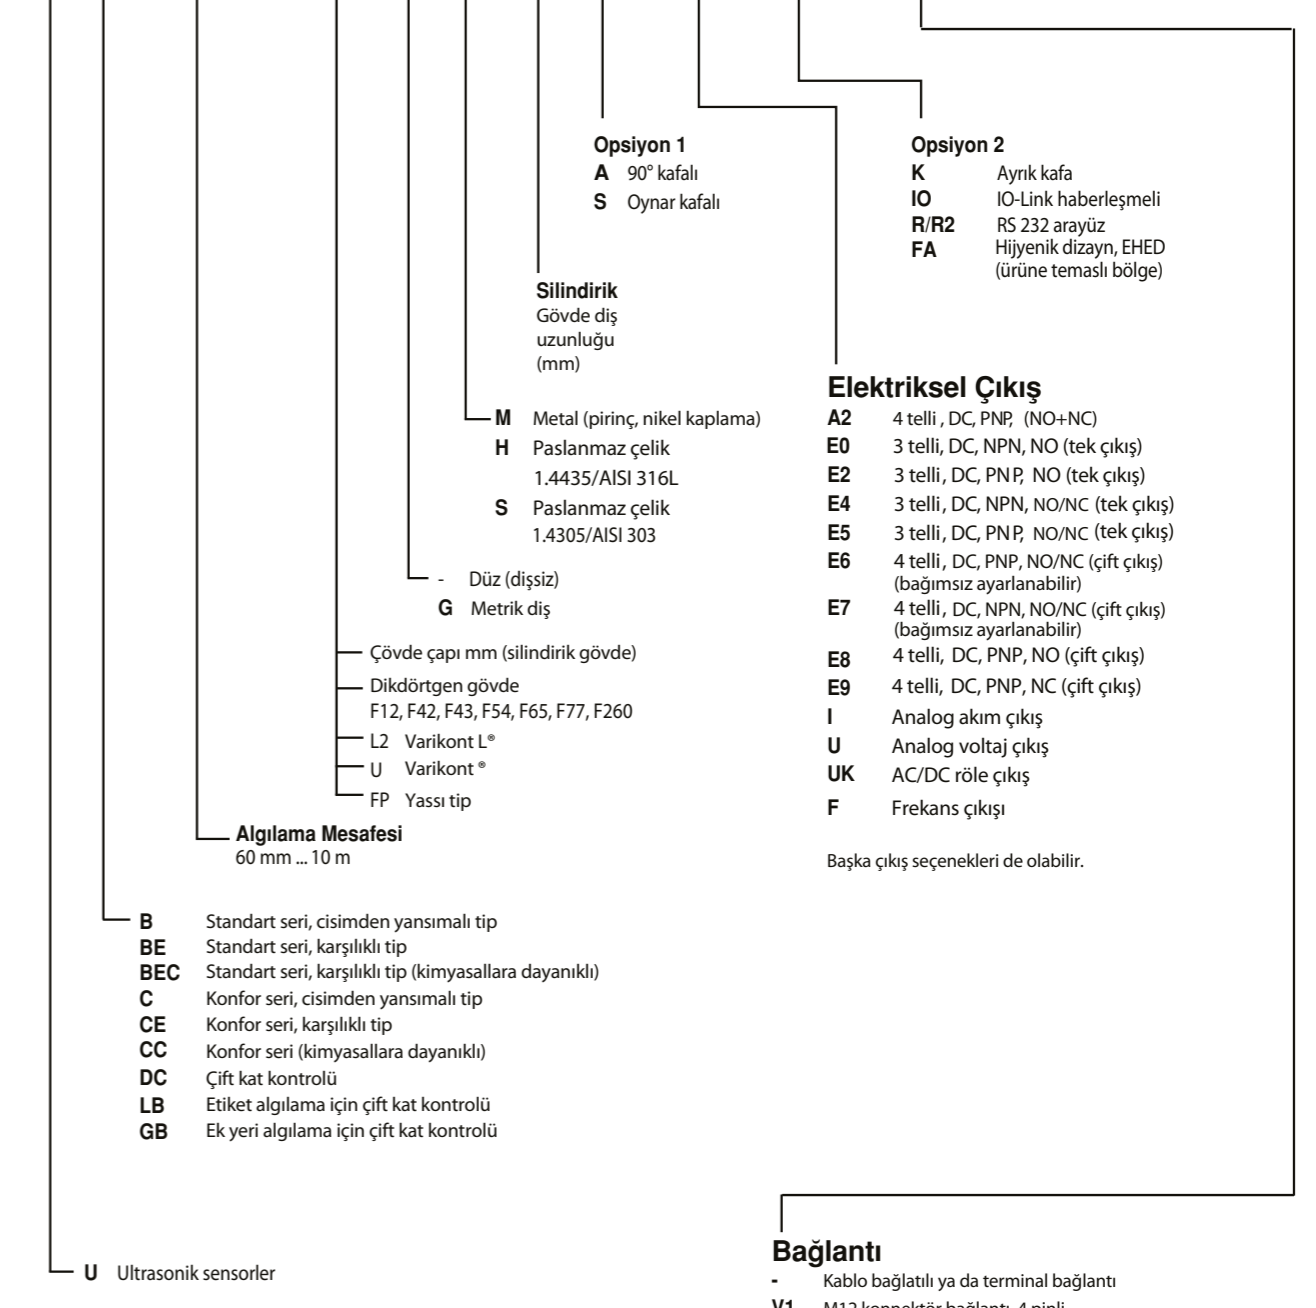 Opsiyon 1
A 90° kafalı
S Oynar kafalı
Opsiyon 2
K Ayrık kafa
IO IO-Link haberleşmeli
R/R2 RS 232 arayüz
FA Hijyenik dizayn, EHED
(ürüne temaslı bölge)
Silindirik
Gövde diş
uzunluğu
(mm)
M Metal (pirinç, nikel kaplama)
H Paslanmaz çelik
1.4435/AISI 316L
S Paslanmaz çelik
1.4305/AISI 303
- Düz (dişsiz)
G Metrik diş
Çövde çapı mm (silindirik gövde)
Dikdörtgen gövde
F12, F42, F43, F54, F65, F77, F260
L2 Varikont L®
U Varikont ®
FP Yassı tip
Elektriksel Çıkış
A2 4 telli , DC, PNP, (NO+NC)
E0 3 telli, DC, NPN, NO (tek çıkış)
E2 3 telli, DC, PNP, NO (tek çıkış)
E4 3 telli, DC, NPN, NO/NC (tek çıkış)
E5 3 telli, DC, PNP, NO/NC (tek çıkış)
E6 4 telli, DC, PNP, NO/NC (çift çıkış)
(bağımsız ayarlanabilir)
E7 4 telli, DC, NPN, NO/NC (çift çıkış)
(bağımsız ayarlanabilir)
E8 4 telli, DC, PNP, NO (çift çıkış)
E9 4 telli, DC, PNP, NC (çift çıkış)
I Analog akım çıkış
U Analog voltaj çıkış
UK AC/DC röle çıkış
F Frekans çıkışı
Başka çıkış seçenekleri de olabilir.
Algılama Mesafesi
60 mm ... 10 m
B Standart seri, cisimden yansımalı tip
BE Standart seri, karşılıklı tip
BEC Standart seri, karşılıklı tip (kimyasallara dayanıklı)
C Konfor seri, cisimden yansımalı tip
CE Konfor seri, karşılıklı tip
CC Konfor seri (kimyasallara dayanıklı)
DC Çift kat kontrolü
LB Etiket algılama için çift kat kontrolü
GB Ek yeri algılama için çift kat kontrolü
U Ultrasonik sensorler
Bağlantı
- Kablo bağlatılı ya da terminal bağlantı
V1 M12 konnektör bağlantı, 4 pinli